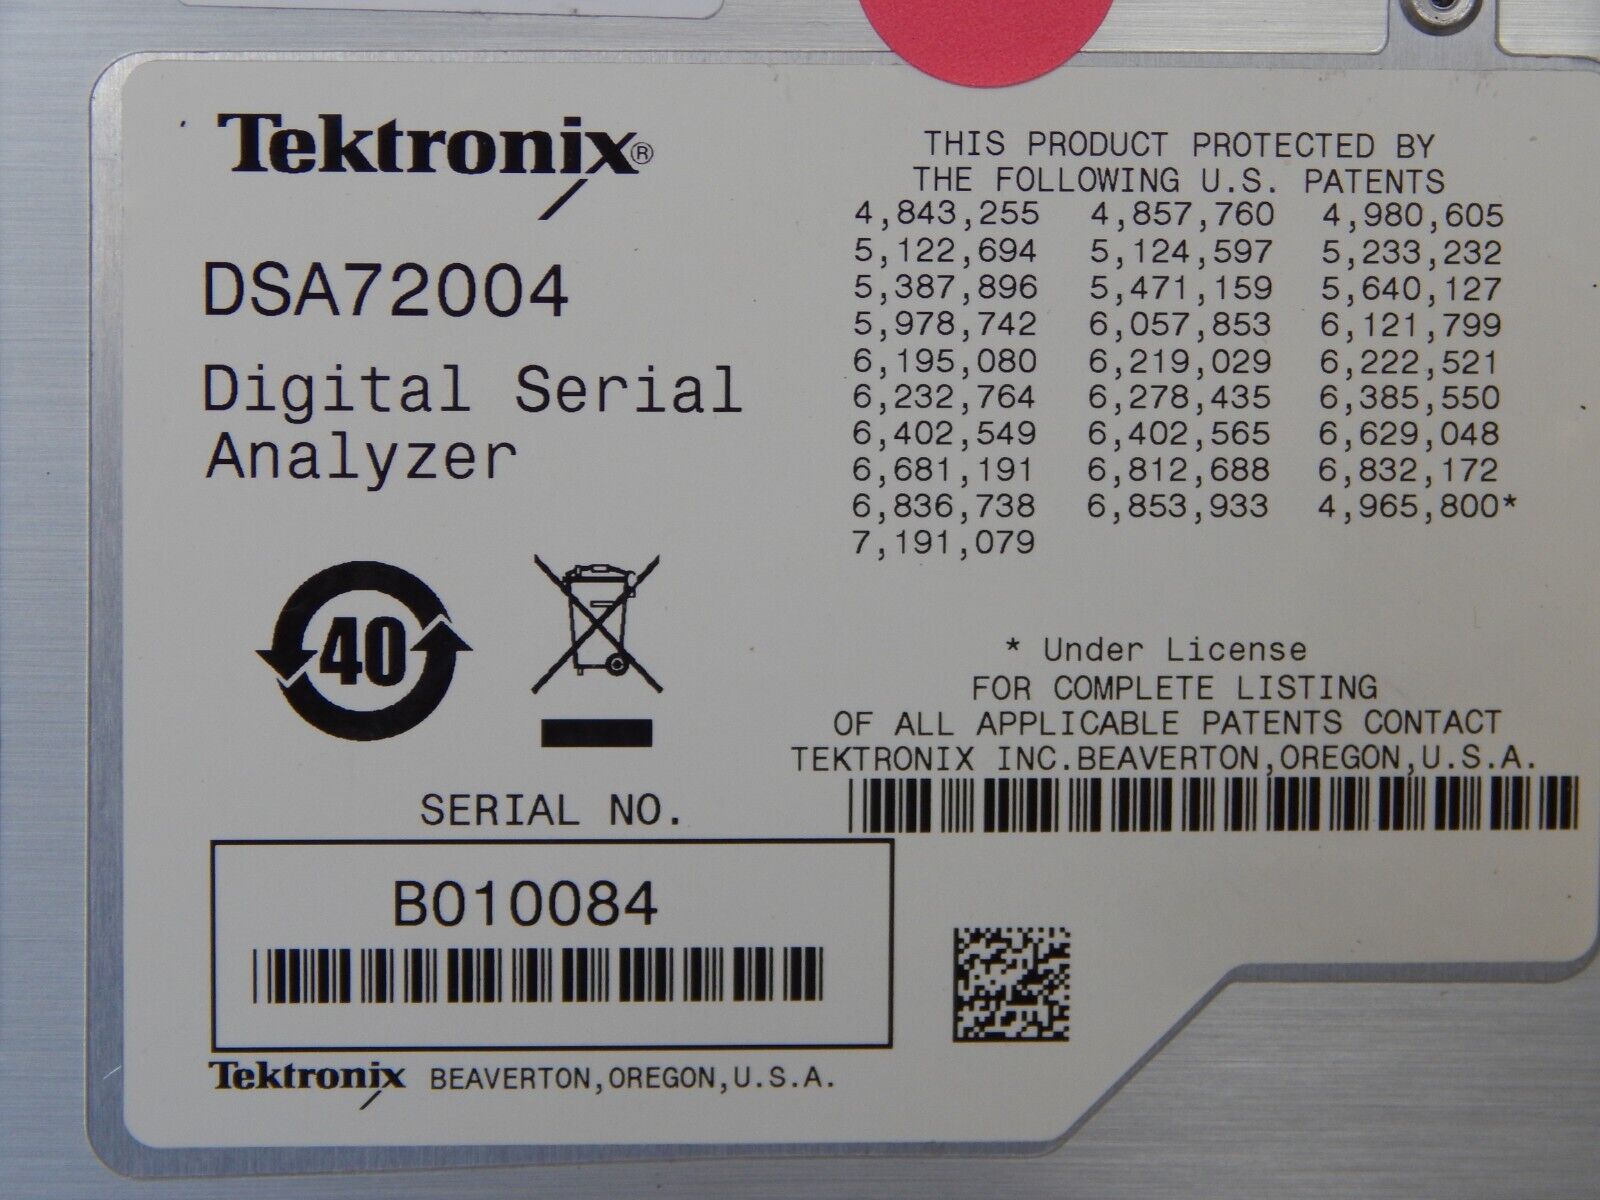 Tektronix®
DSA72004
Digital Serial
Analyzer
40
SERIAL NO.
B010084
Tektronix BEAVERTON,OREGON,U.S.A.
THIS PRODUCT PROTECTED BY
THE FOLLOWING U.S. PATENTS
4,843,255 4,857,760 4,980,605
5,122,694 5,124,597 5,233,232
5,387,896 5,471,159 5,640,127
5,978,742 6,057,853 6,121,799
6,195,080 6,219,029 6,222,521
6,232,764 6,278,435 6,385,550
6,402,549 6,402,565 6,629,048
6,681,191 6,812,688 6,832,172
6,836,738 6,853,933 4,965,800*
7,191,079
* Under License
FOR COMPLETE LISTING
OF ALL APPLICABLE PATENTS CONTACT
TEKTRONIX INC.BEAVERTON,OREGON,U.S.A.